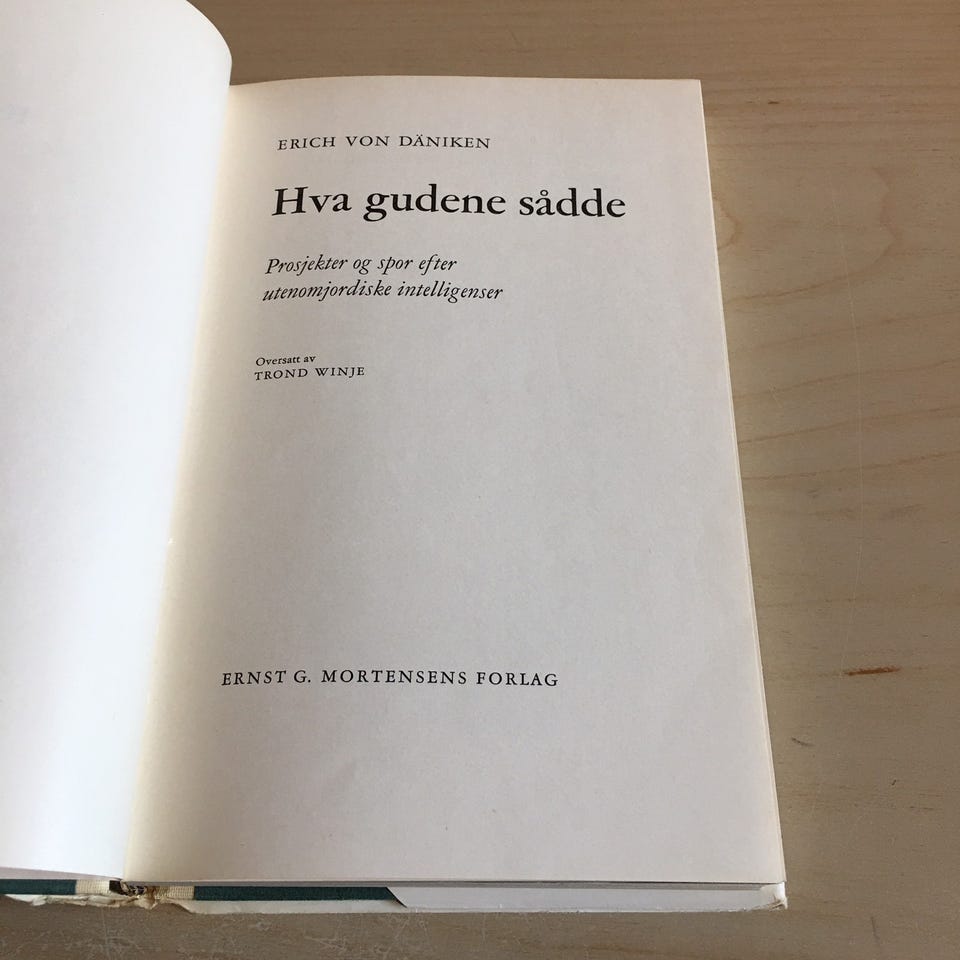 ERICH VON DÄNIKEN
Hva gudene sådde
Prosjekter og spor efter
utenomjordiske intelligenser
Oversatt av
TROND WINJE
ERNST G. MORTENSENS FORLAG